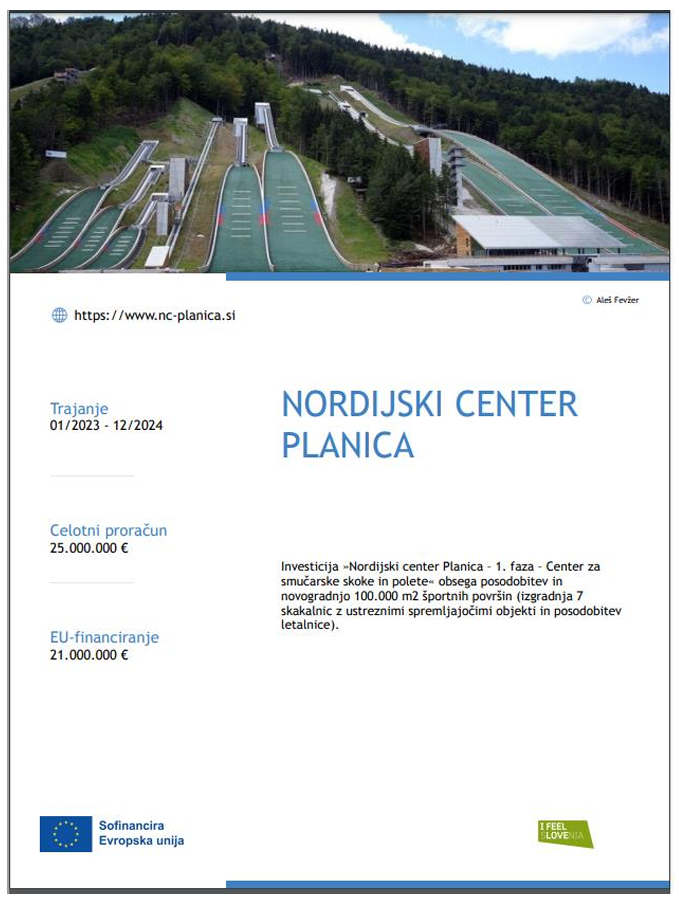 © Aleš Fevžer
https://www.nc-planica.si
Trajanje
01/2023 - 12/2024
Celotni proračun
25.000.000 €
EU-financiranje
21.000.000 €
NORDIJSKI CENTER
PLANICA
Investicija »Nordijski center Planica – 1. faza – Center za
smučarske skoke in polete« obsega posodobitev in
novogradnjo 100.000 m2 športnih površin (izgradnja 7
skakalnic z ustreznimi spremljajočimi objekti in posodobitev
letalnice).
Sofinancira
Evropska unija
I FEEL
SLOVENIA